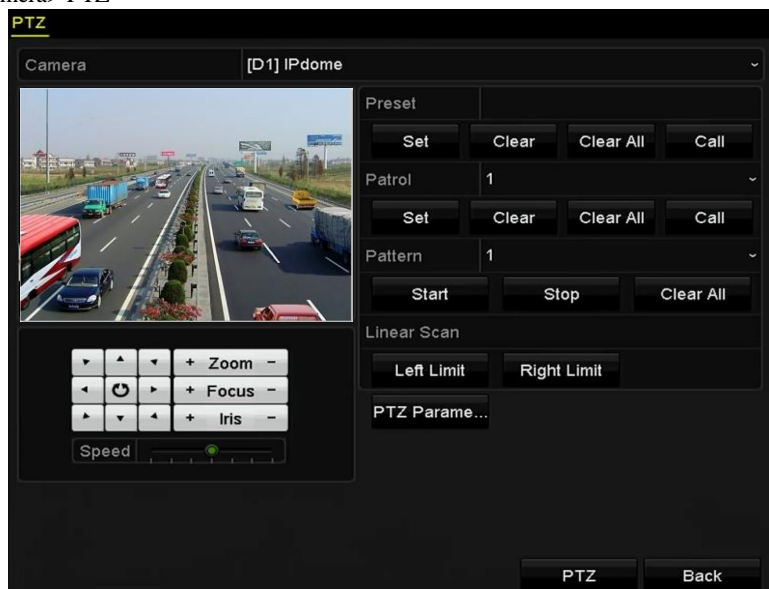 PTZ
Camera [D1] IPdome
Preset
Set Clear Clear All Call
Patrol 1
Set Clear Clear All Call
Pattern 1
Start Stop Clear All
Linear Scan
Left Limit Right Limit
PTZ Parame...
+ Zoom -
+ Focus -
+ Iris -
Speed
PTZ Back